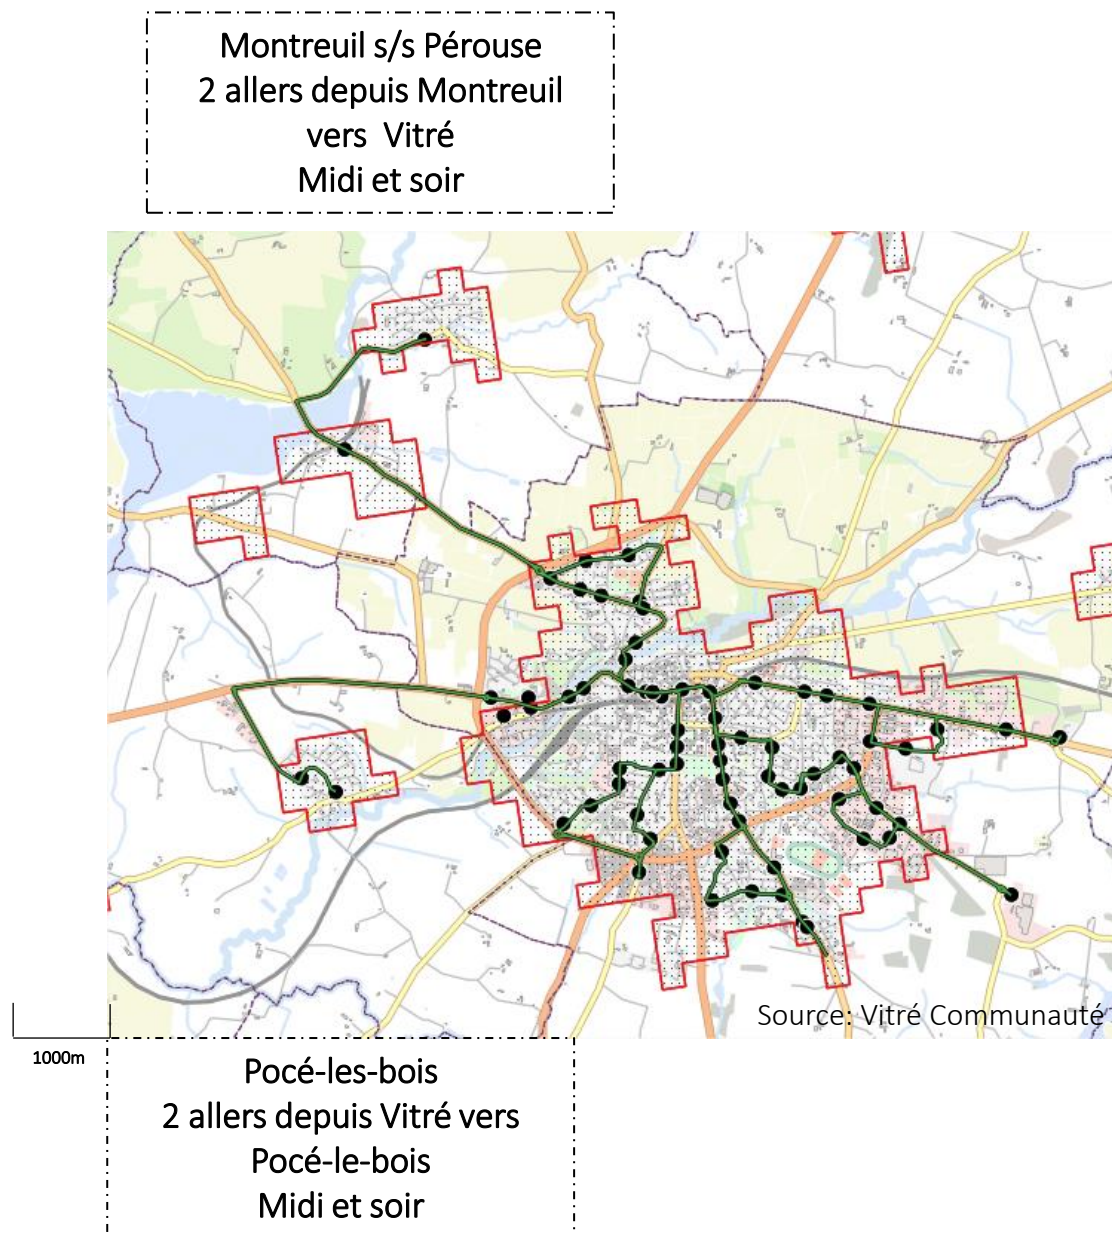 Montreuil s/s Pérouse
2 allers depuis Montreuil
vers Vitré
Midi et soir
Source: Vitré Communauté
1000m
Pocé-les-bois
2 allers depuis Vitré vers
Pocé-le-bois
Midi et soir